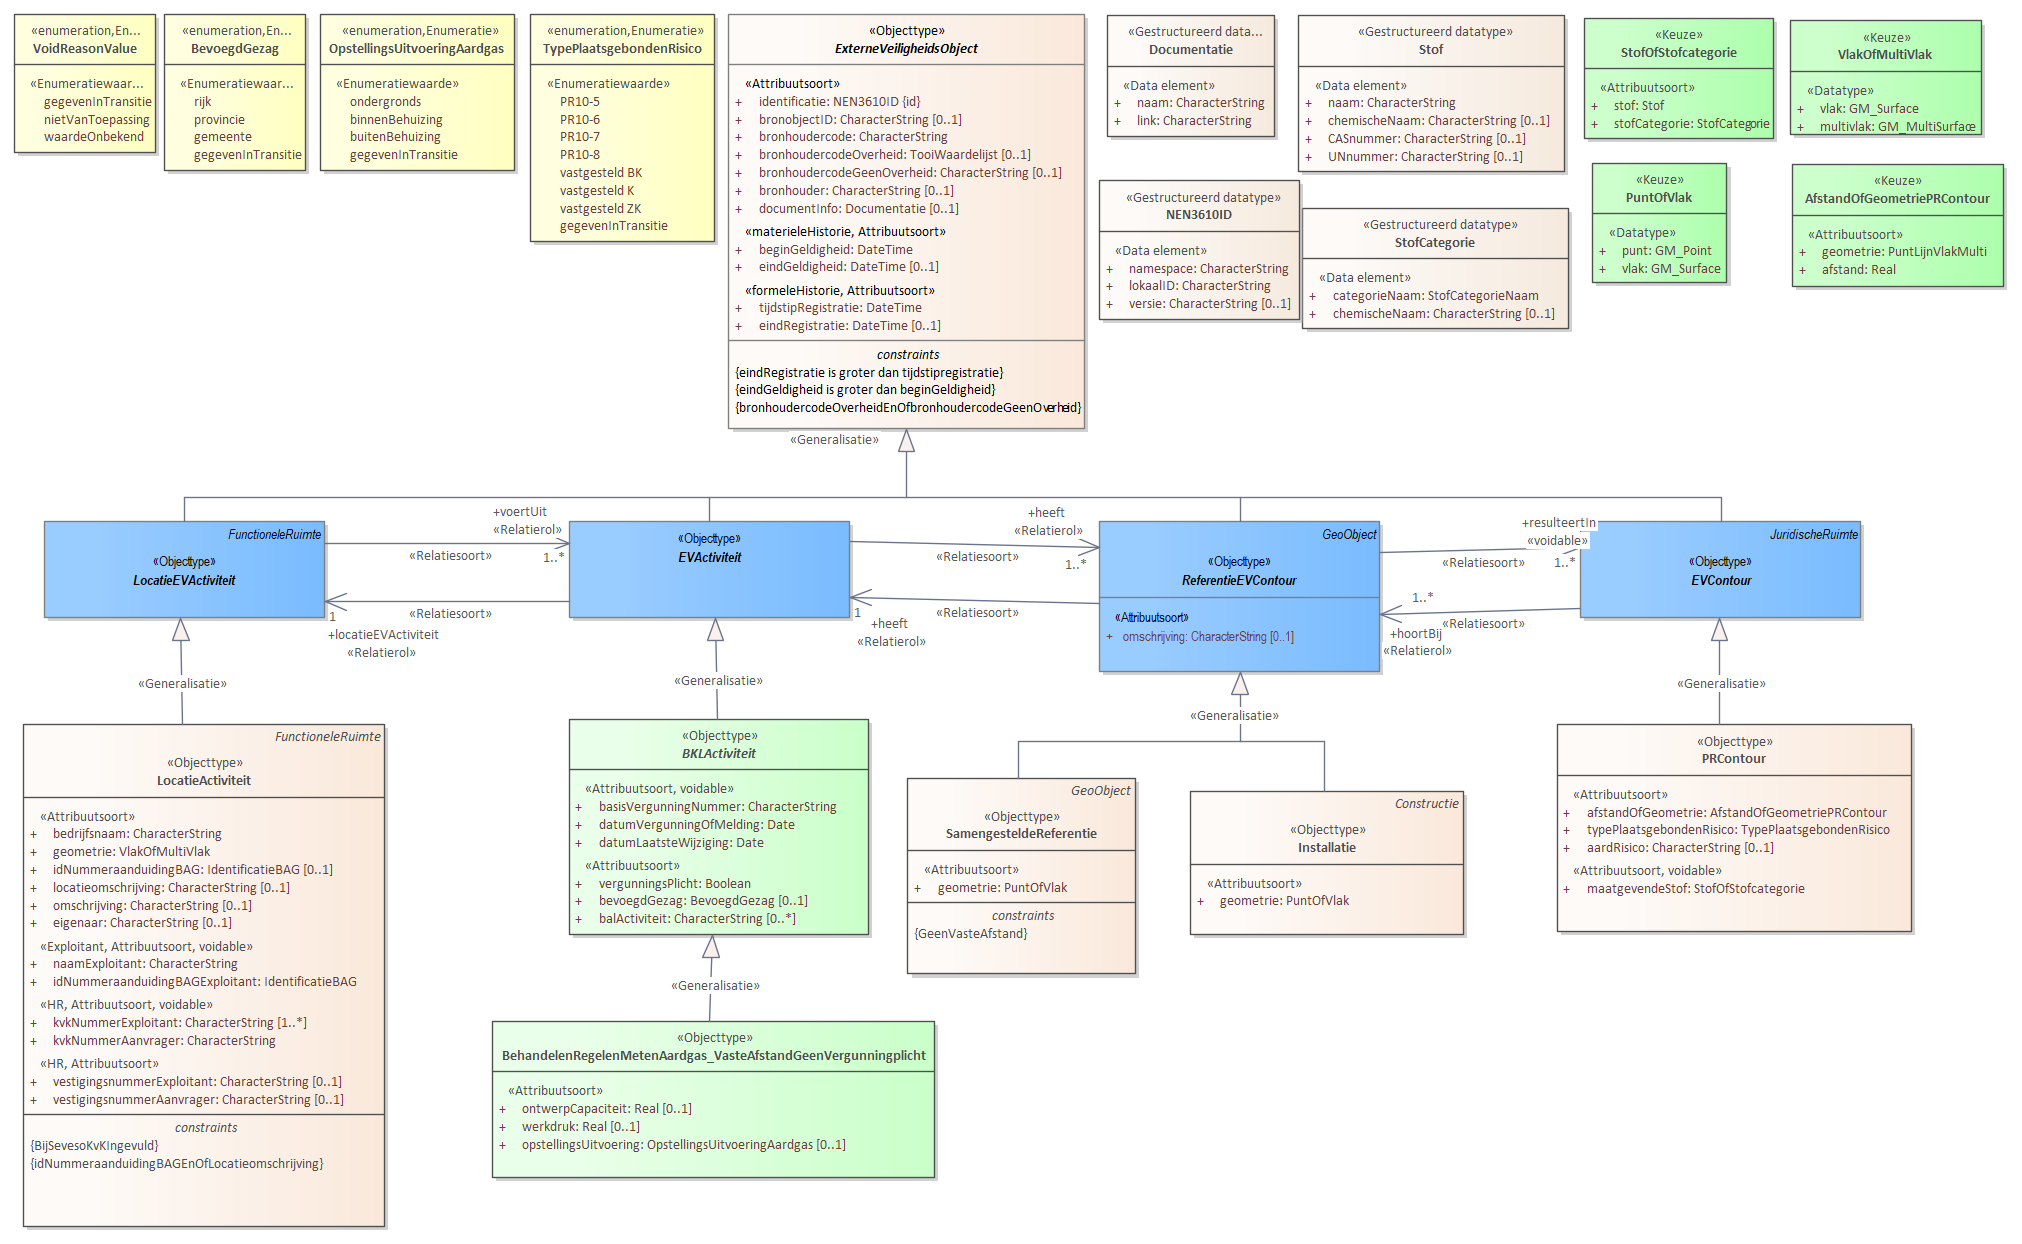 «enumeration,En...
VoidReasonValue
«Enumeratiewaar...
gegevenInTransitie
nietVanToepassing
waardeOnbekend
«enumeration,En...
BevoegdGezag
«Enumeratiewaar...
rijk
provincie
gemeente
gegevenInTransitie
«enumeration,Enumeratie»
OpstellingsUitvoeringAardgas
«Enumeratiewaarde»
ondergronds
binnenBehuizing
buitenBehuizing
gegevenInTransitie
«enumeration,Enumeratie»
TypePlaatsgebondenRisico
«Enumeratiewaarde»
PR10-5
PR10-6
PR10-7
PR10-8
vastgesteld BK
vastgesteld K
vastgesteld ZK
gegevenInTransitie
«Objecttype»
ExterneVeiligheidsObject
«Attribuutsoort»
+ identificatie: NEN3610ID {id}
+ bronobjectID: CharacterString [0..1]
+ bronhoudercode: CharacterString
+ bronhoudercodeOverheid: TooiWaardelijst [0..1]
+ bronhoudercodeGeenOverheid: CharacterString [0..1]
+ bronhouder: CharacterString [0..1]
+ documentInfo: Documentatie [0..1]
«materieleHistorie, Attribuutsoort»
+ beginGeldigheid: DateTime
+ eindGeldigheid: DateTime [0..1]
«formeleHistorie, Attribuutsoort»
+ tijdstipRegistratie: DateTime
+ eindRegistratie: DateTime [0..1]
constraints
{eindRegistratie is groter dan tijdstipregistratie}
{eindGeldigheid is groter dan beginGeldigheid}
{bronhoudercodeOverheidEnOfbronhoudercodeGeenOverheid}
«Gestructureerd data...
Documentatie
«Data element»
+ naam: CharacterString
+ link: CharacterString
«Gestructureerd datatype»
Stof
«Data element»
+ naam: CharacterString
+ chemischeNaam: CharacterString [0..1]
+ CASnummer: CharacterString [0..1]
+ UNnummer: CharacterString [0..1]
«Keuze»
StofOfStofcategorie
«Attribuutsoort»
+ stof: Stof
+ stofCategorie: StofCategorie
«Keuze»
VlakOfMultiVlak
«Datatype»
+ vlak: GM_Surface
+ multivlak: GM_MultiSurface
«Gestructureerd datatype»
NEN3610ID
«Data element»
+ namespace: CharacterString
+ lokaalID: CharacterString
+ versie: CharacterString [0..1]
«Gestructureerd datatype»
StofCategorie
«Data element»
+ categorieNaam: StofCategorieNaam
+ chemischeNaam: CharacterString [0..1]
«Keuze»
PuntOfVlak
«Datatype»
+ punt: GM_Point
+ vlak: GM_Surface
«Keuze»
AfstandOfGeometriePRContour
«Attribuutsoort»
+ geometrie: PuntLijnVlakMulti
+ afstand: Real
«Generalisatie»
FunctioneleRuimte
«Objecttype»
LocatieEVActiviteit
+voertUit
«Relatierol»
«Relatiesoort»
1..*
«Relatiesoort»
1
+locatieEVActiviteit
«Relatierol»
«Objecttype»
EVActiviteit
+heeft
«Relatierol»
«Relatiesoort»
1..*
«Relatiesoort»
1
+heeft
«Relatierol»
GeoObject
«Objecttype»
ReferentieEVContour
«Attribuutsoort»
+ omschrijving: CharacterString [0..1]
+resulteertIn
«voidable»
«Relatiesoort»
1..*
1..*
«Relatiesoort»
+hoortBij
«Relatierol»
JuridischeRuimte
«Objecttype»
EVContour
«Generalisatie»
«Generalisatie»
«Generalisatie»
«Generalisatie»
FunctioneleRuimte
«Objecttype»
LocatieActiviteit
«Attribuutsoort»
+ bedrijfsnaam: CharacterString
+ geometrie: VlakOfMultiVlak
+ idNummeraanduidingBAG: IdentificatieBAG [0..1]
+ locatieomschrijving: CharacterString [0..1]
+ omschrijving: CharacterString [0..1]
+ eigenaar: CharacterString [0..1]
«Exploitant, Attribuutsoort, voidable»
+ naamExploitant: CharacterString
+ idNummeraanduidingBAGExploitant: IdentificatieBAG
«HR, Attribuutsoort, voidable»
+ kvkNummerExploitant: CharacterString [1..*]
+ kvkNummerAanvrager: CharacterString
«HR, Attribuutsoort»
+ vestigingsnummerExploitant: CharacterString [0..1]
+ vestigingsnummerAanvrager: CharacterString [0..1]
constraints
{BijSevesoKvKIngevuld}
{idNummeraanduidingBAGEnOfLocatieomschrijving}
«Objecttype»
BKLActiviteit
«Attribuutsoort, voidable»
+ basisVergunningNummer: CharacterString
+ datumVergunningOfMelding: Date
+ datumLaatsteWijziging: Date
«Attribuutsoort»
+ vergunningsPlicht: Boolean
+ bevoegdGezag: BevoegdGezag [0..1]
+ balActiviteit: CharacterString [0..*]
«Generalisatie»
«Objecttype»
BehandelenRegelenMetenAardgas_VasteAfstandGeenVergunningplicht
«Attribuutsoort»
+ ontwerpCapaciteit: Real [0..1]
+ werkdruk: Real [0..1]
+ opstellingsUitvoering: OpstellingsUitvoeringAardgas [0..1]
GeoObject
«Objecttype»
SamengesteldeReferentie
«Attribuutsoort»
+ geometrie: PuntOfVlak
constraints
{GeenVasteAfstand}
Constructie
«Objecttype»
Installatie
«Attribuutsoort»
+ geometrie: PuntOfVlak
«Objecttype»
PRContour
«Attribuutsoort»
+ afstandOfGeometrie: AfstandOfGeometriePRContour
+ typePlaatsgebondenRisico: TypePlaatsgebondenRisico
+ aardRisico: CharacterString [0..1]
«Attribuutsoort, voidable»
+ maatgevendeStof: StofOfStofcategorie